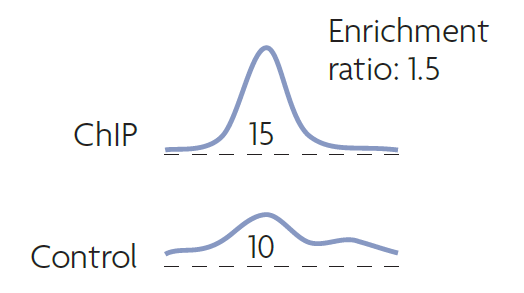 Enrichment
ratio: 1.5
ChIP
15
Control
10